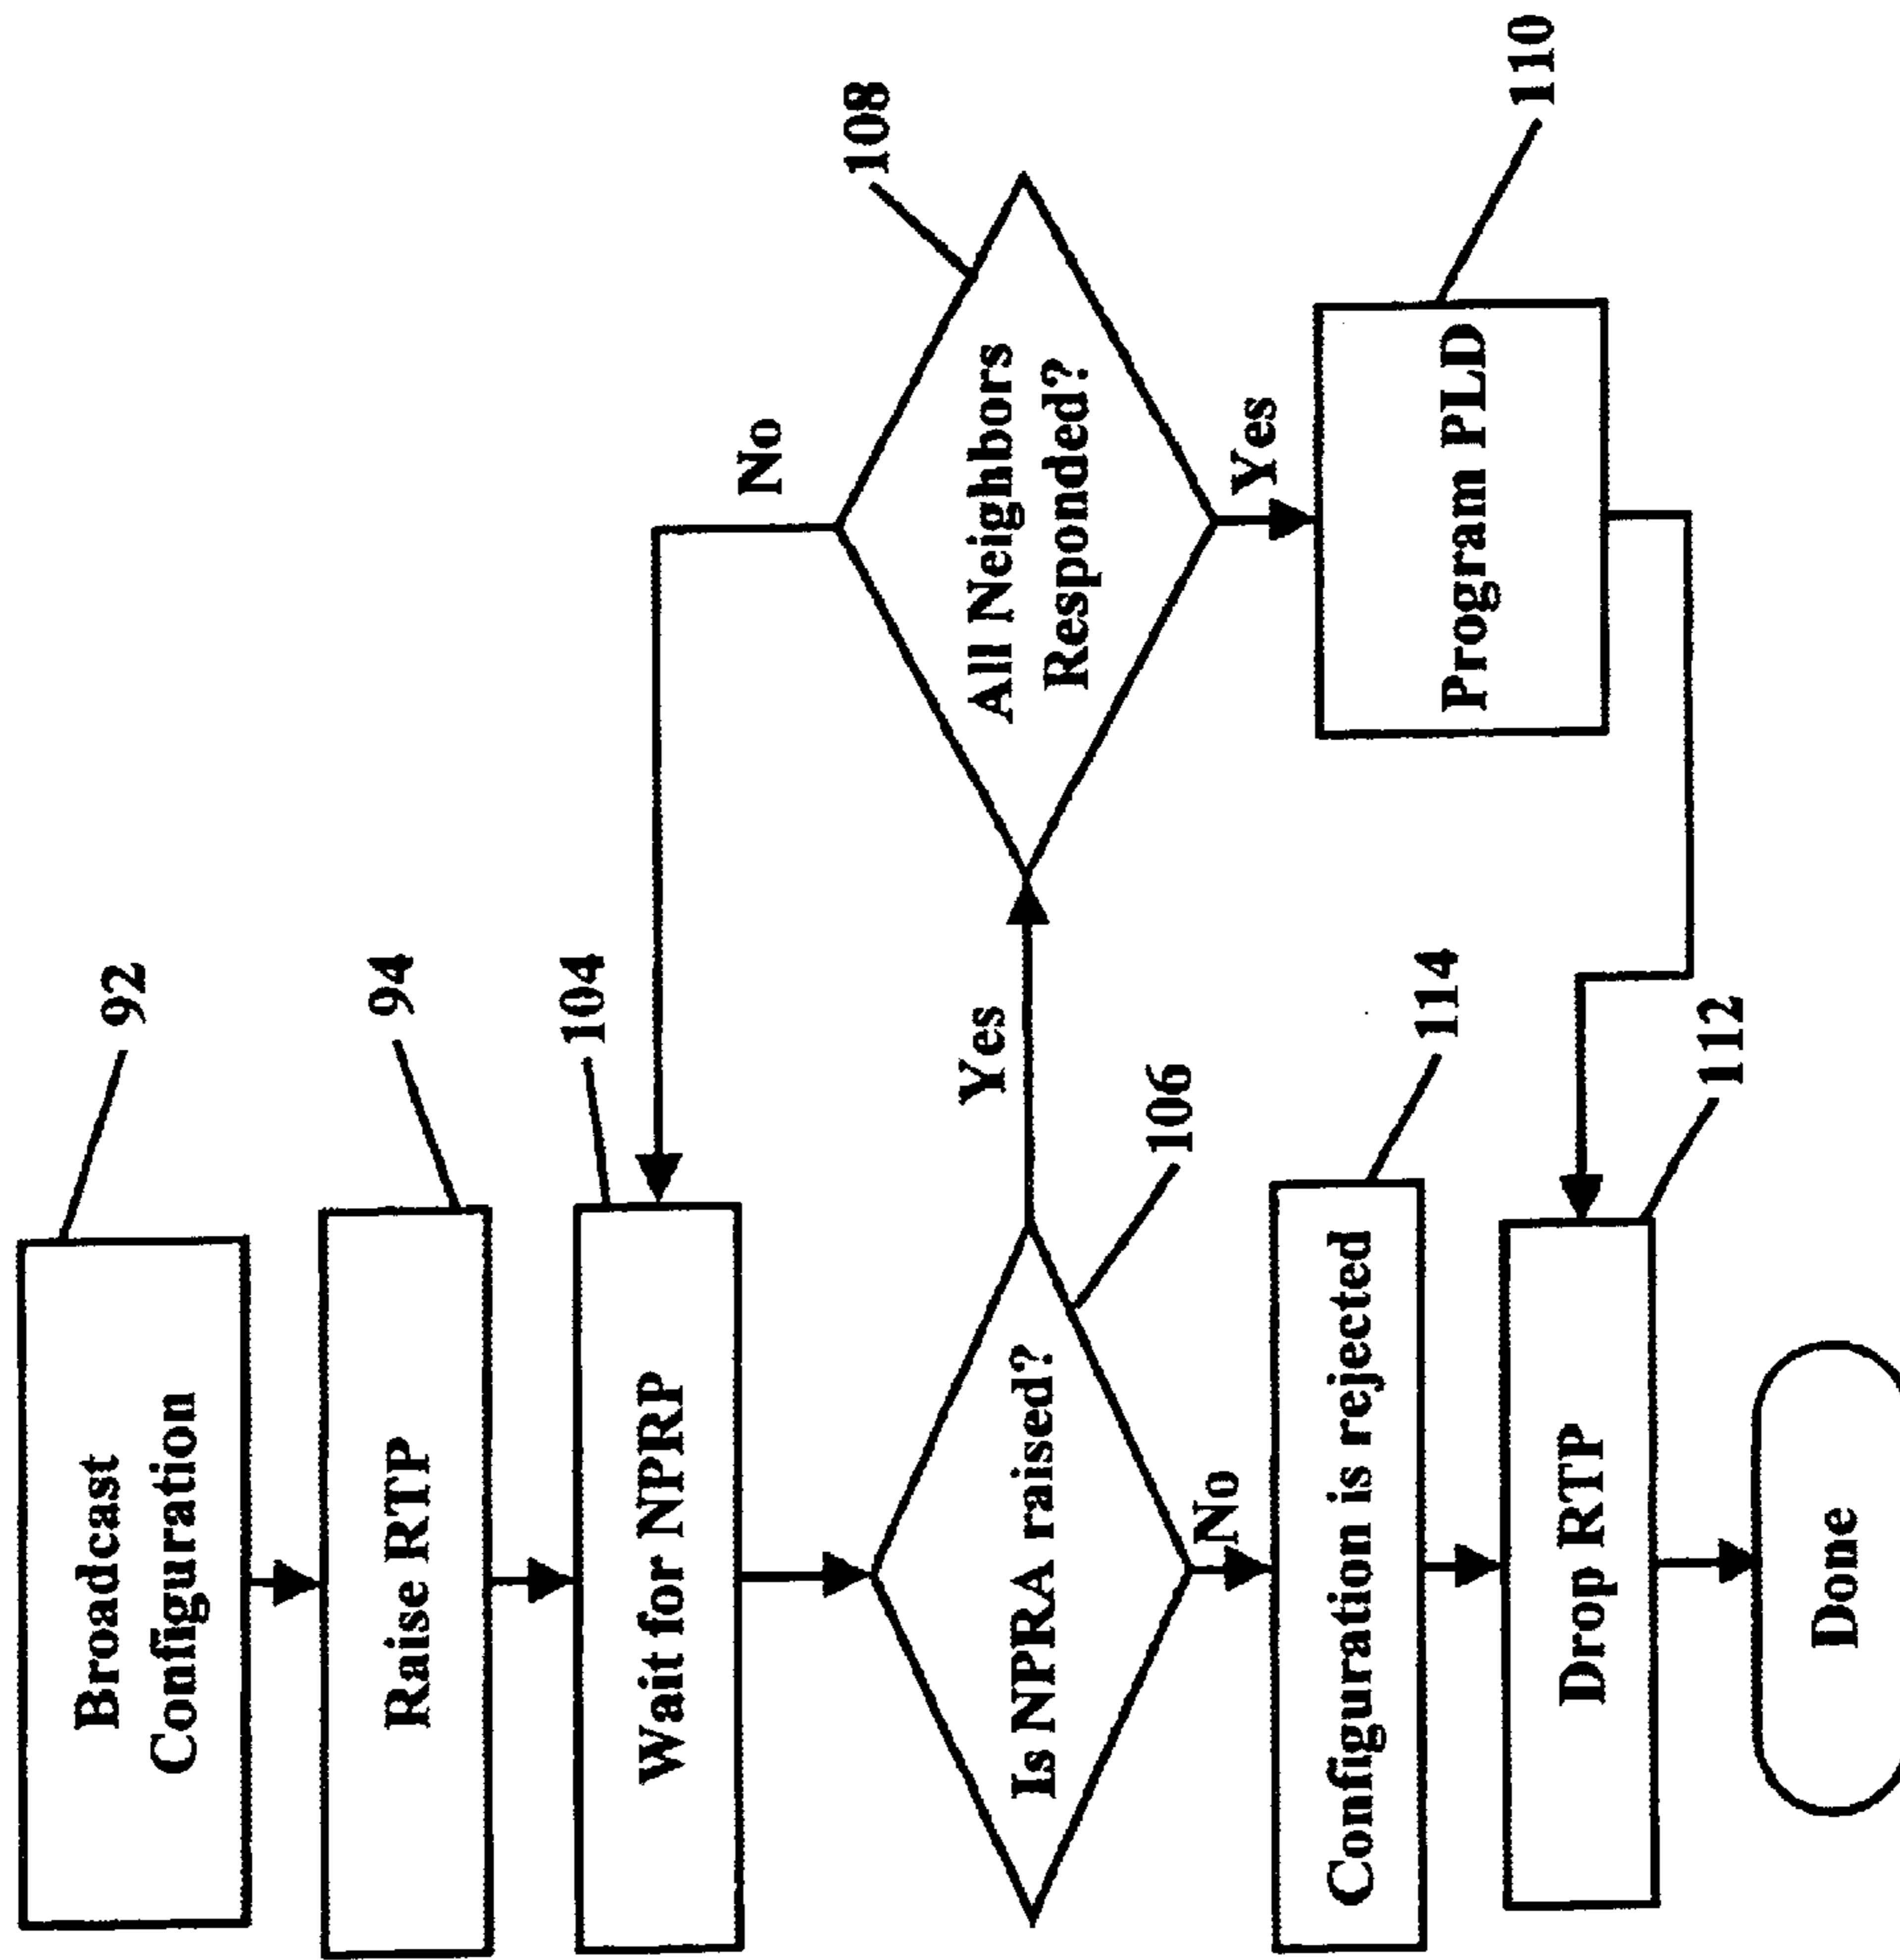 Broadcast
Configuration
92
Raise RTP
94
Wait for NPRP
104
Is NPRA raised?
106
Yes
No
All Neighbors
Responded?
108
No
Yes
Program PLD
110
Configuration is rejected
114
Drop RTP
112
Done